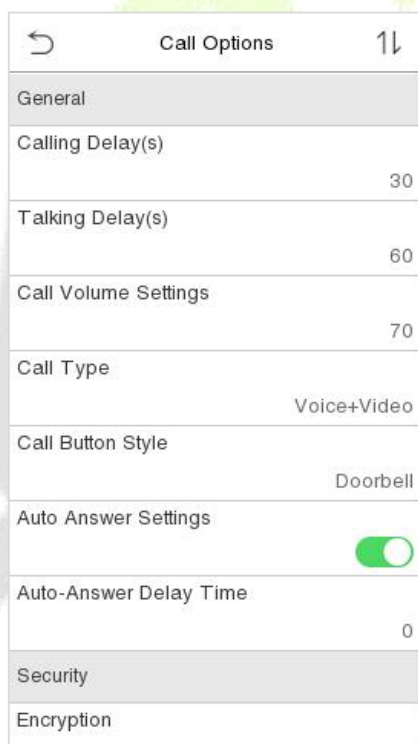 Call Options
General
Calling Delay(s)
30
Talking Delay(s)
60
Call Volume Settings
70
Call Type
Voice+Video
Call Button Style
Doorbell
Auto Answer Settings
Auto-Answer Delay Time
0
Security
Encryption